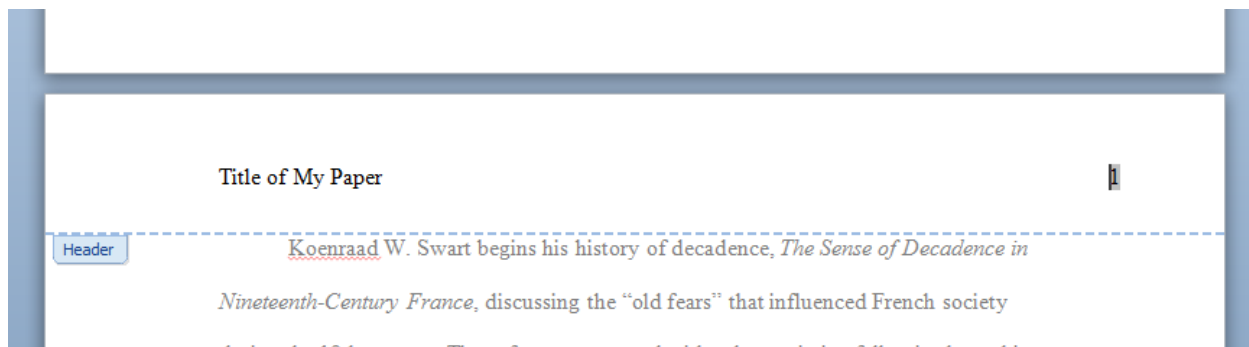 Title of My Paper 1
Header
Koenraad W. Swart begins his history of decadence, The Sense of Decadence in
Nineteenth-Century France, discussing the “old fears” that influenced French society